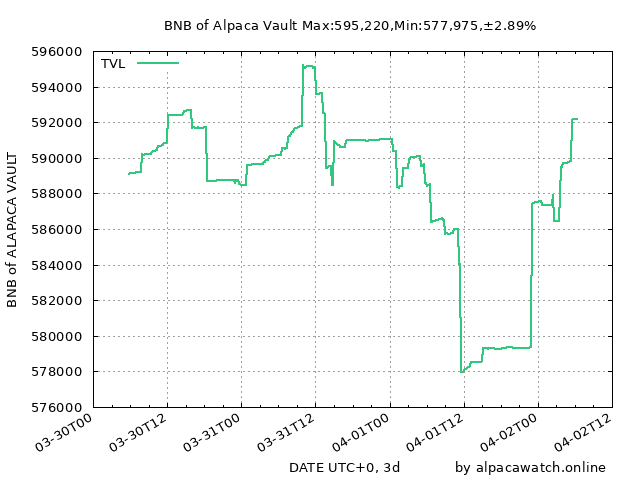 BNB of Alpaca Vault Max:595,220,Min:577,975,±2.89%
596000
594000
592000
590000
588000
586000
584000
582000
580000
578000
576000
TVL
BNB of ALAPACA VAULT
03-30T00
03-30T12
03-31T00
03-31T12
04-01T00
04-01T12
04-02T00
04-02T12
DATE UTC+0, 3d
by alpacawatch.online